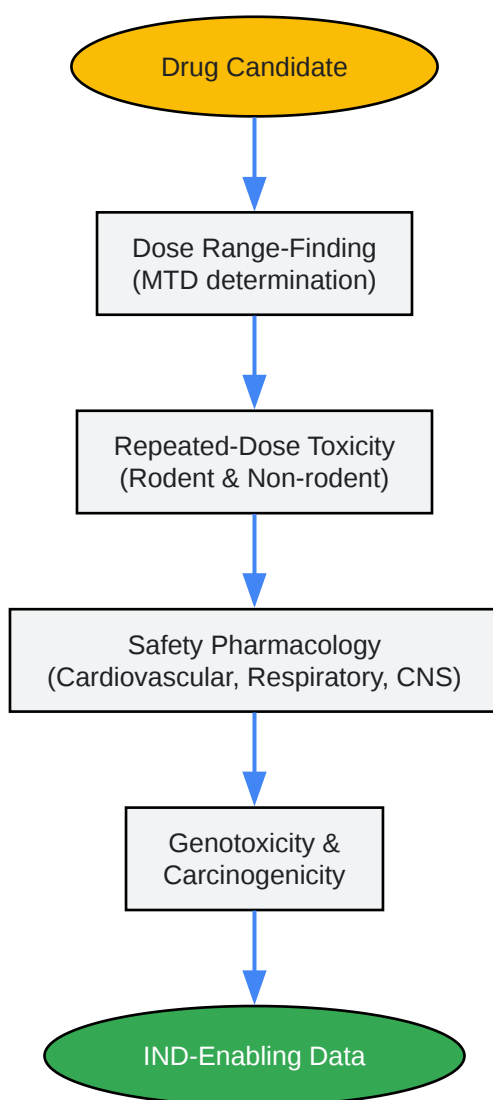 Drug Candidate
Dose Range-Finding
(MTD determination)
Repeated-Dose Toxicity
(Rodent & Non-rodent)
Safety Pharmacology
(Cardiovascular, Respiratory, CNS)
Genotoxicity &
Carcinogenicity
IND-Enabling Data